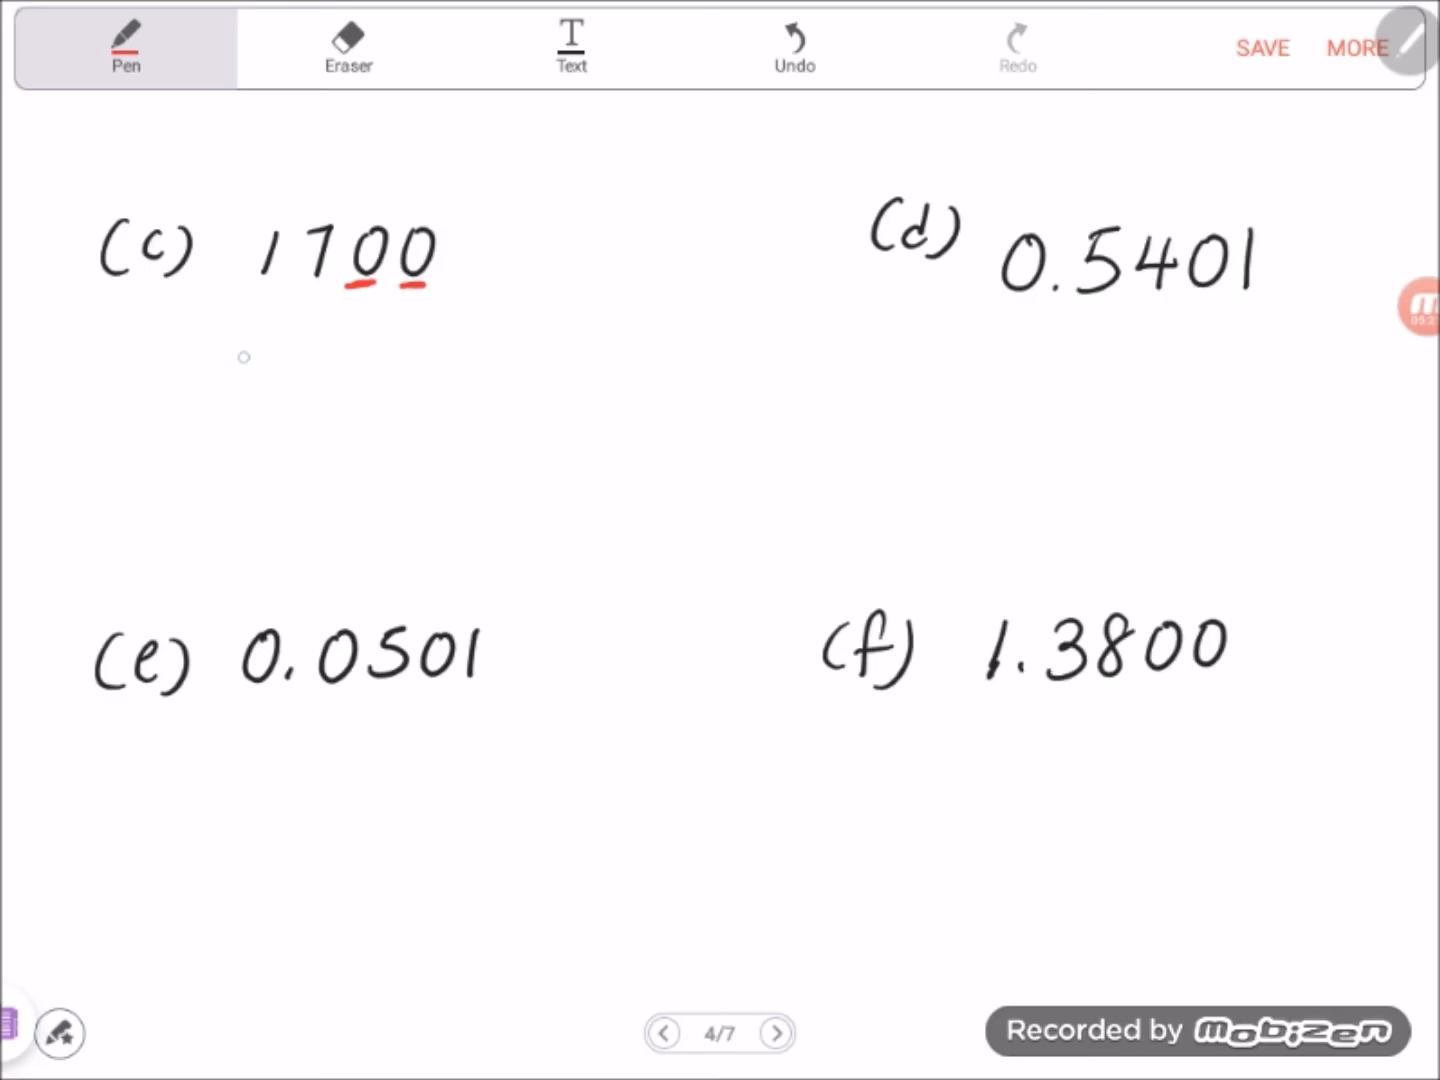 Pen Eraser Text Undo Redo SAVE MORE
(c) 1700 (d) 0.5401
(e) 0.0501 (f) 1.3800
4/7
Recorded by mobizen